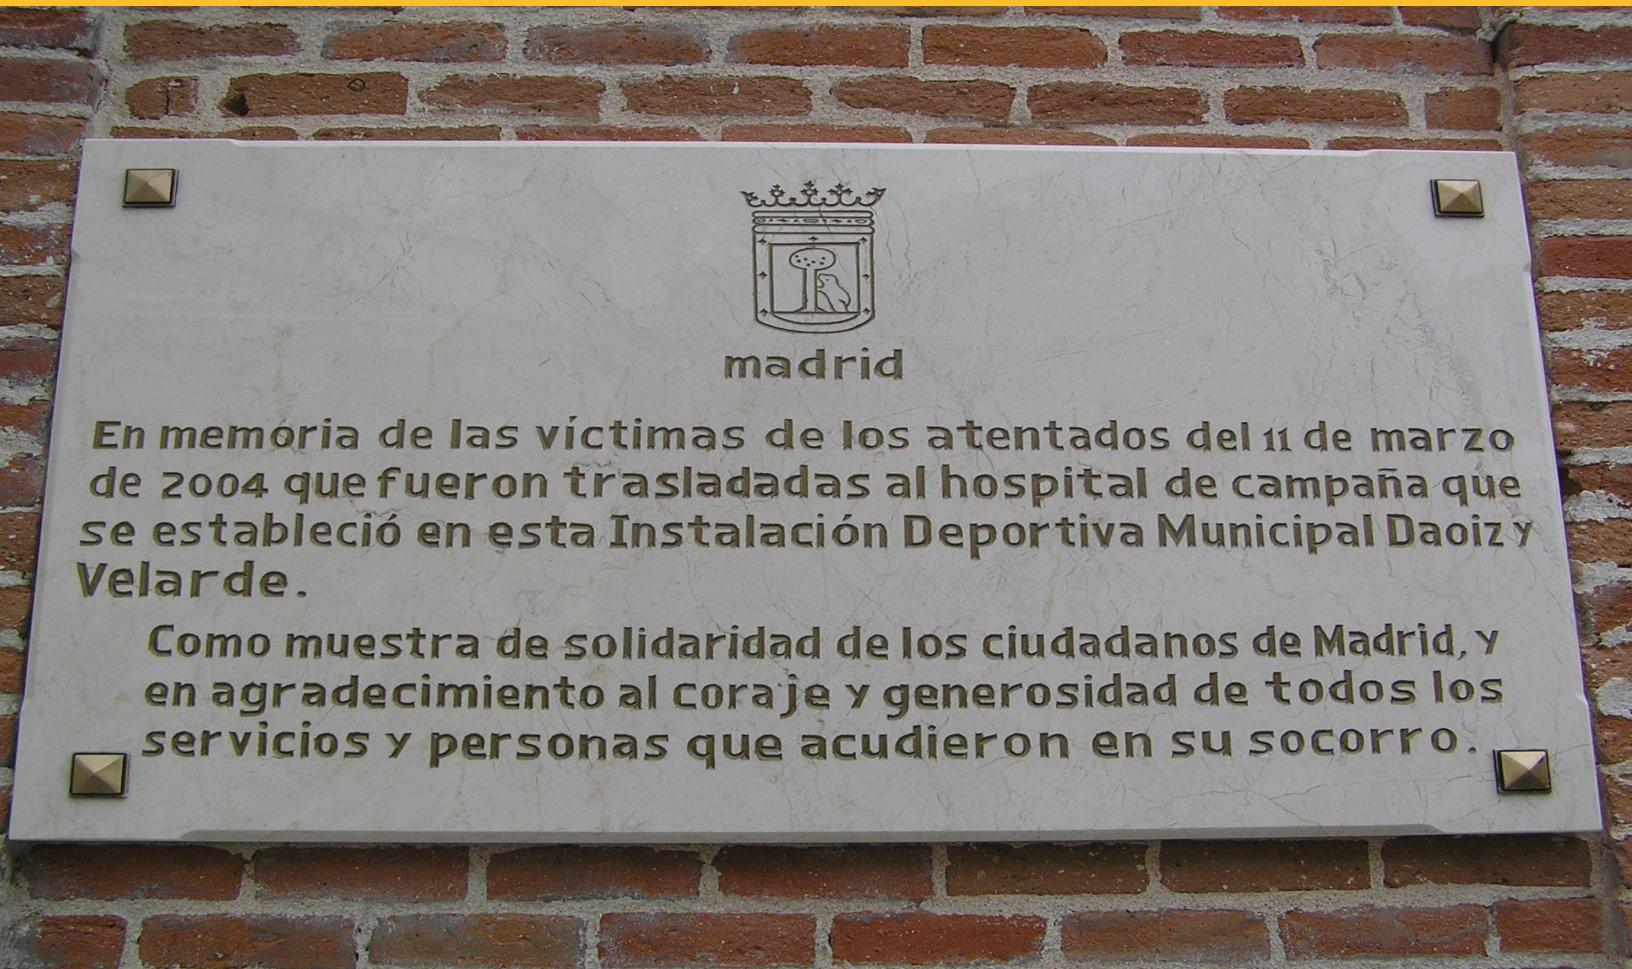 madrid
En memoria de las víctimas de los atentados del 11 de marzo
de 2004 que fueron trasladadas al hospital de campaña que
se estableció en esta Instalación Deportiva Municipal Daoiz y
Velarde.
Como muestra de solidaridad de los ciudadanos de Madrid, y
en agradecimiento al coraje y generosidad de todos los
servicios y personas que acudieron en su socorro.